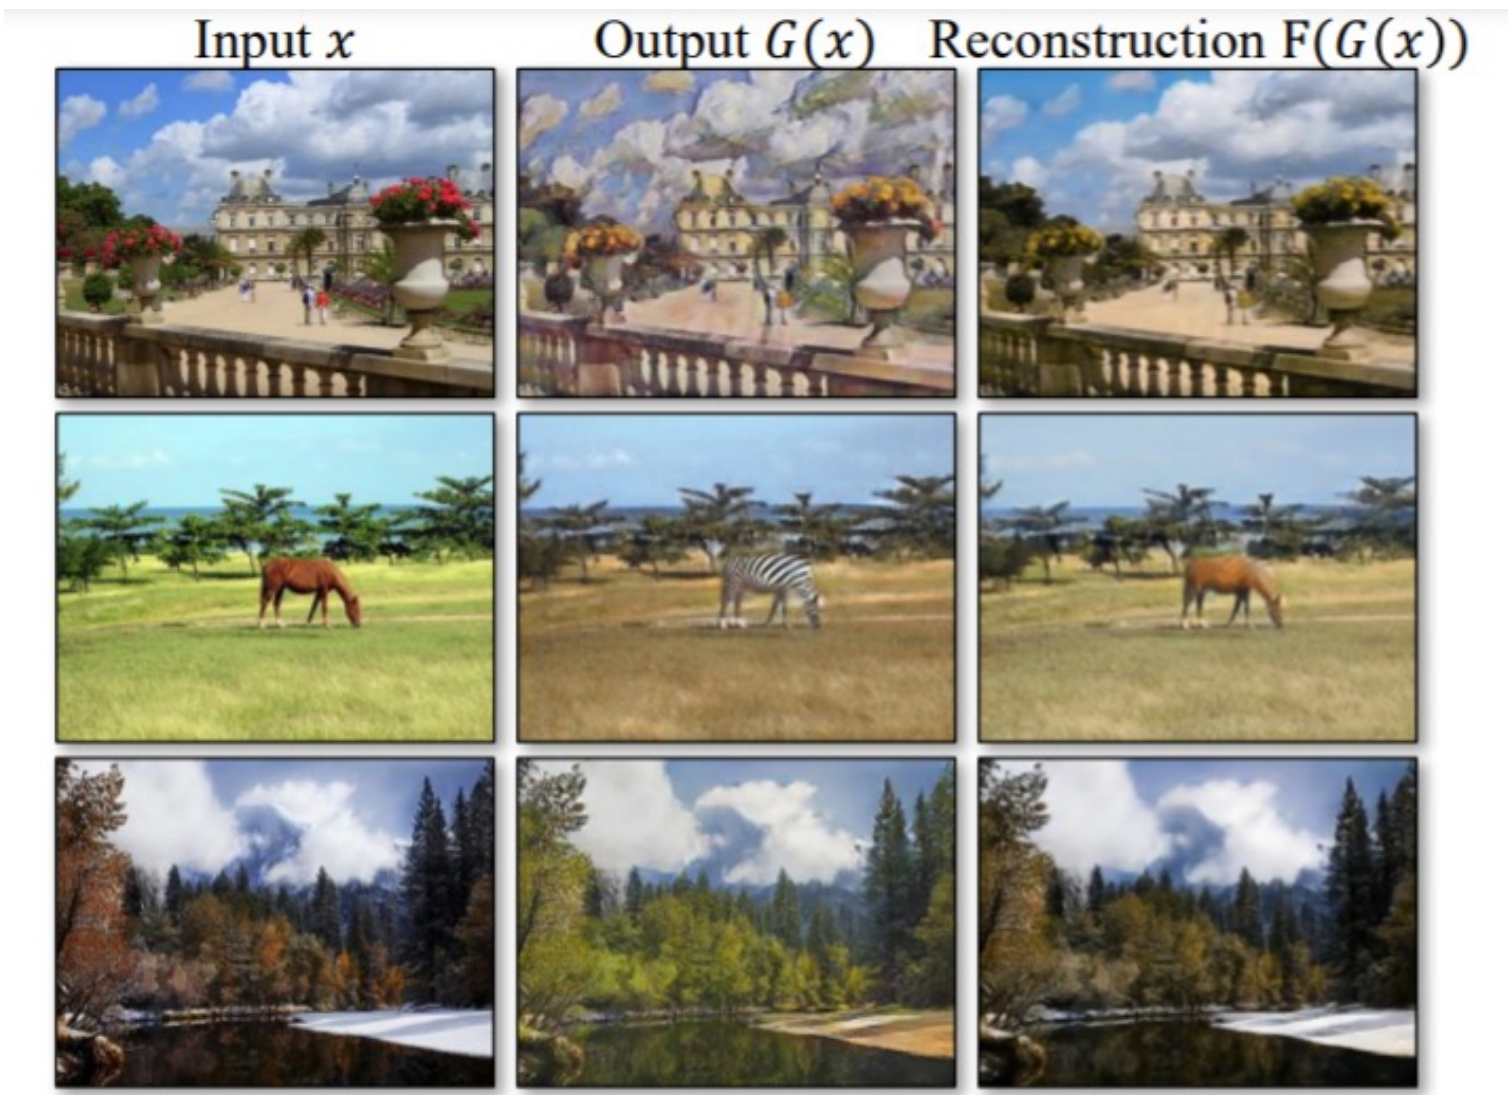 Input x
Output G(x)
Reconstruction F(G(x))